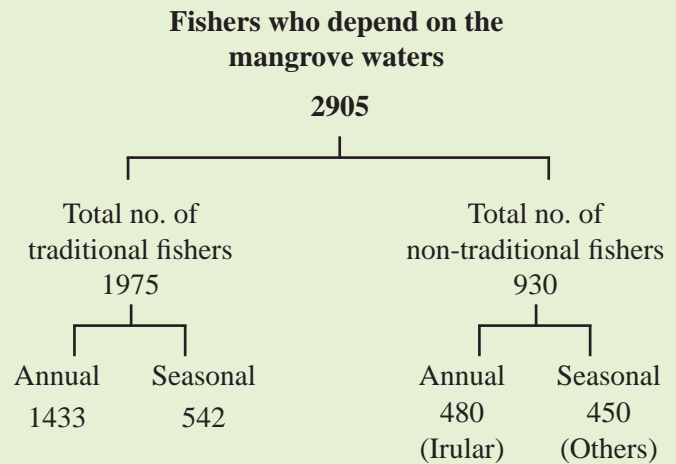 Fishers who depend on the
mangrove waters
2905
Total no. of
traditional fishers
1975
Total no. of
non-traditional fishers
930
Annual
1433
Seasonal
542
Annual
480
(Irular)
Seasonal
450
(Others)